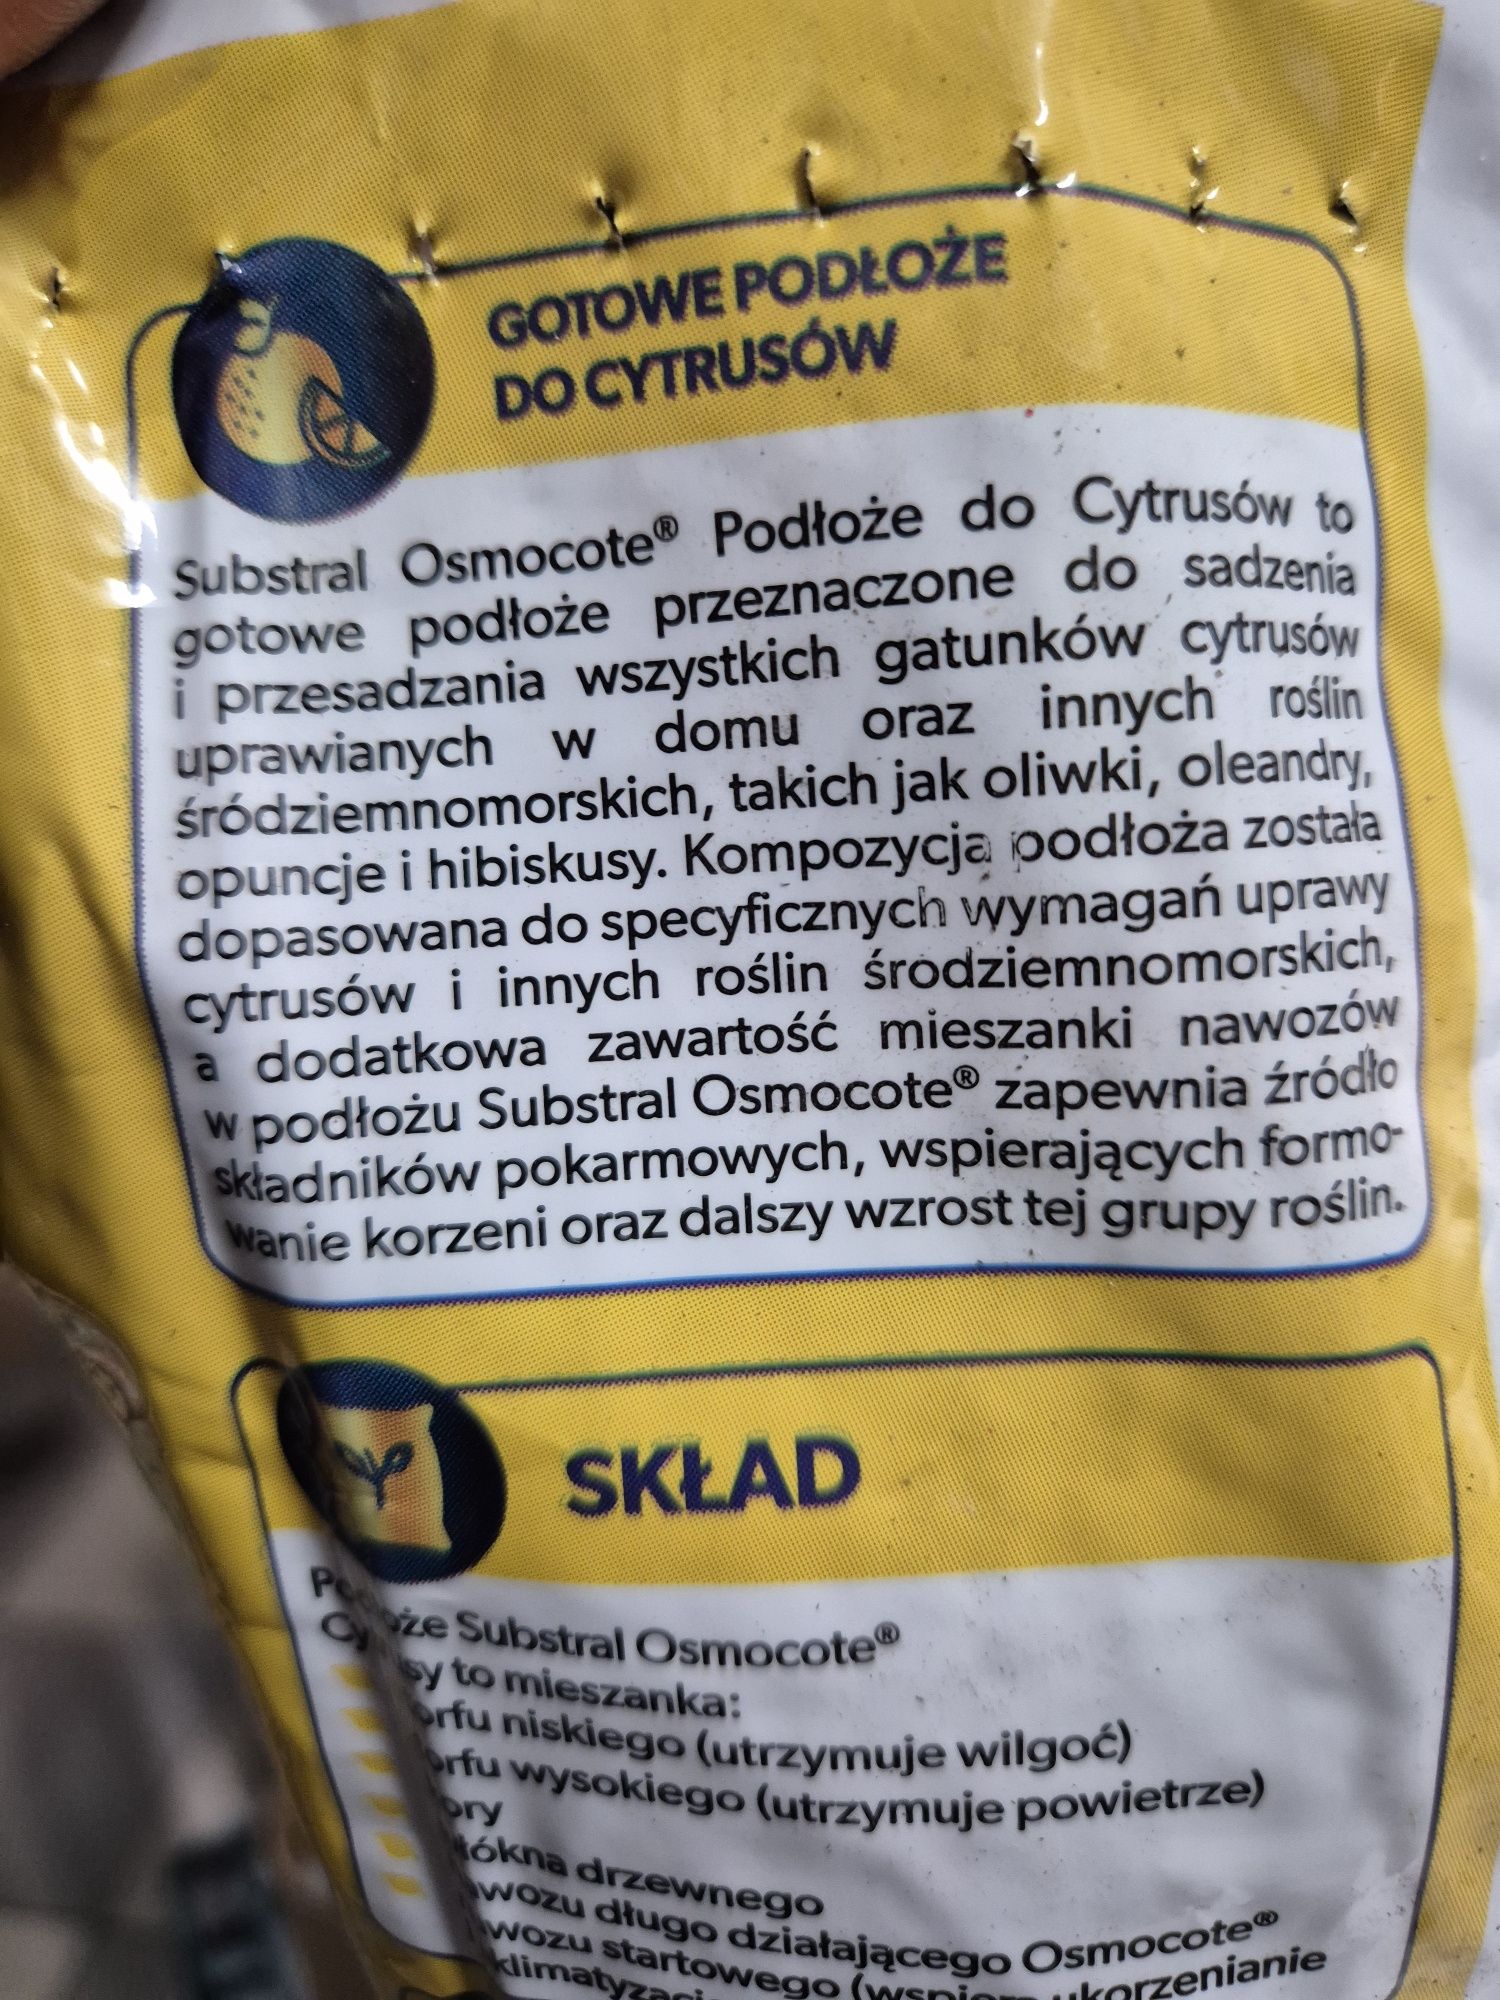 GOTOWE PODŁOŻE
DO CYTRUSÓW
Substral Osmocote® Podłoże do Cytrusów to
gotowe podłoże przeznaczone do sadzenia
i przesadzania wszystkich gatunków cytrusów
uprawianych w domu oraz innych roślin
śródziemnomorskich, takich jak oliwki, oleandry,
opuncje i hibiskusy. Kompozycja podłoża została
dopasowana do specyficznych wymagań uprawy
cytrusów i innych roślin śródziemnomorskich,
a dodatkowa zawartość mieszanki nawozów
w podłożu Substral Osmocote® zapewnia źródło
składników pokarmowych, wspierających formo-
wanie korzeni oraz dalszy wzrost tej grupy roślin.
SKŁAD
Substral Osmocote®
to mieszanka:
niskiego (utrzymuje wilgoć)
wysokiego (utrzymuje powietrze)
drzewnego
długo działającego Osmocote®
startowego (wspiera ukorzenianie